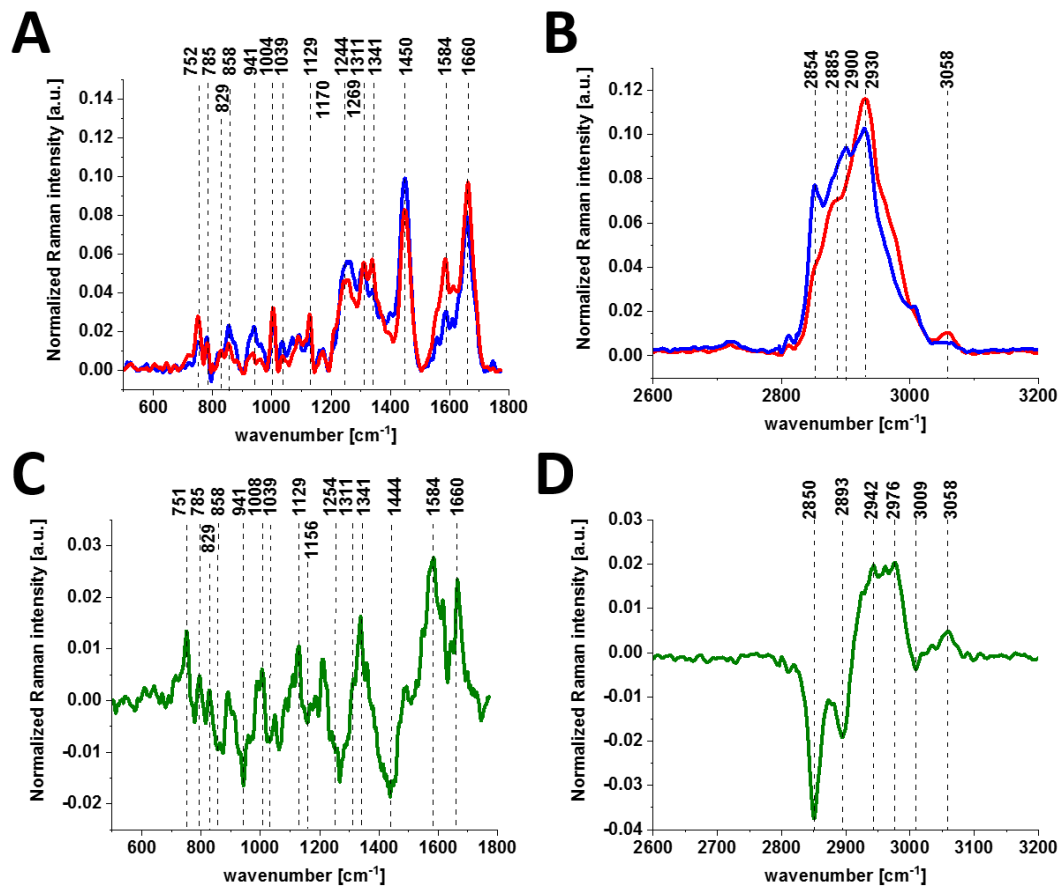 A
752 785 829 858 941 1004 1039 1129 1170 1244 1269 1311 1341 1450 1584 1660
Normalized Raman intensity [a.u.]
0.14
0.12
0.10
0.08
0.06
0.04
0.02
0.00
600 800 1000 1200 1400 1600 1800
wavenumber [cm-1]
B
2854 2885 2900 2930 3058
Normalized Raman intensity [a.u.]
0.12
0.10
0.08
0.06
0.04
0.02
0.00
2600 2700 2800 2900 3000 3100 3200
wavenumber [cm-1]
C
751 785 829 858 941 1008 1039 1129 1156 1254 1311 1341 1444 1584 1660
Normalized Raman intensity [a.u.]
0.03
0.02
0.01
0.00
-0.01
-0.02
600 800 1000 1200 1400 1600 1800
wavenumber [cm-1]
D
2850 2893 2942 2976 3009 3058
Normalized Raman intensity [a.u.]
0.03
0.02
0.01
-0.00
-0.01
-0.02
-0.03
-0.04
2600 2700 2800 2900 3000 3100 3200
wavenumber [cm-1]